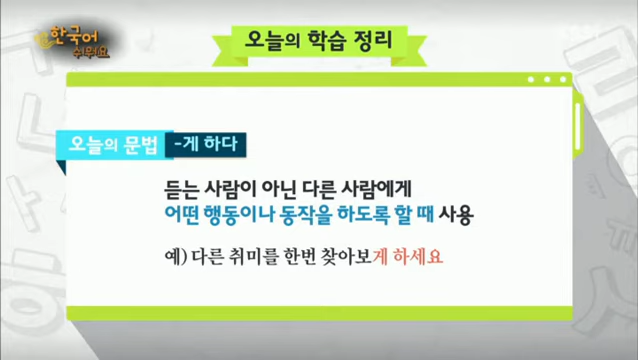 한국어
쉬워요
오늘의 학습 정리
오늘의 문법 -게 하다
듣는 사람이 아닌 다른 사람에게
어떤 행동이나 동작을 하도록 할 때 사용
예) 다른 취미를 한번 찾아보게 하세요